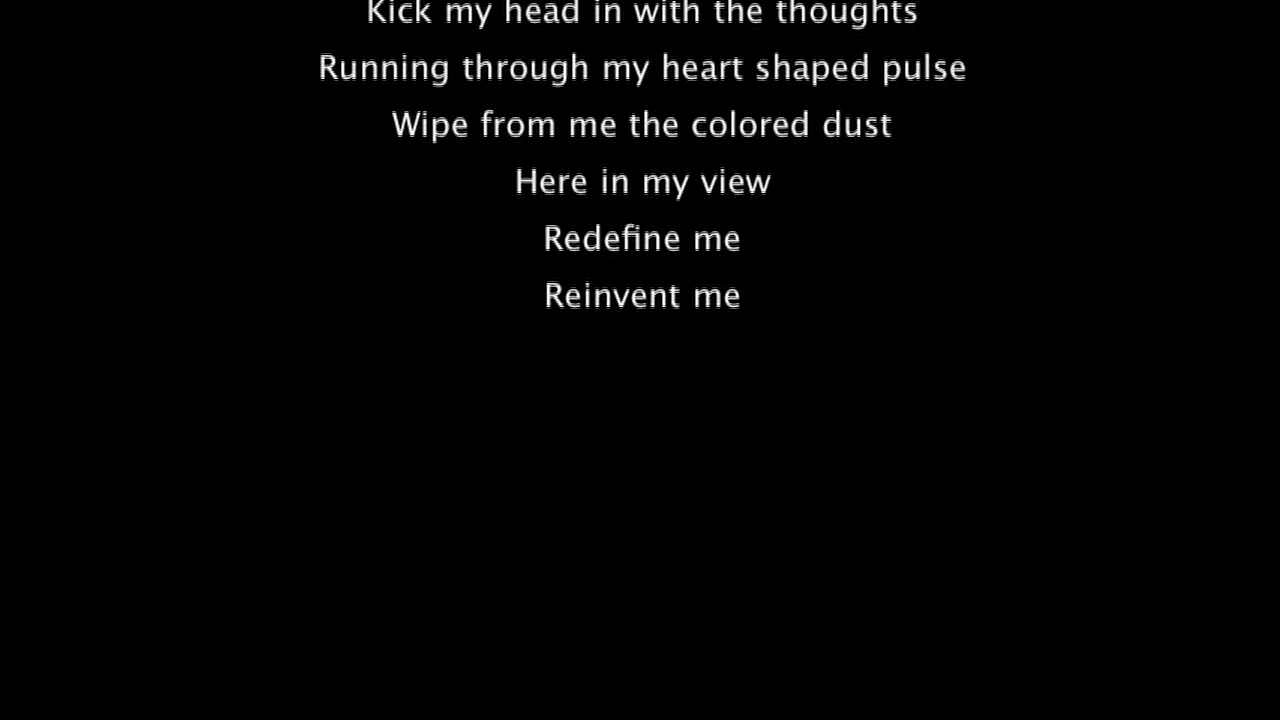 Kick my head in with the thoughts
Running through my heart shaped pulse
Wipe from me the colored dust
Here in my view
Redefine me
Reinvent me